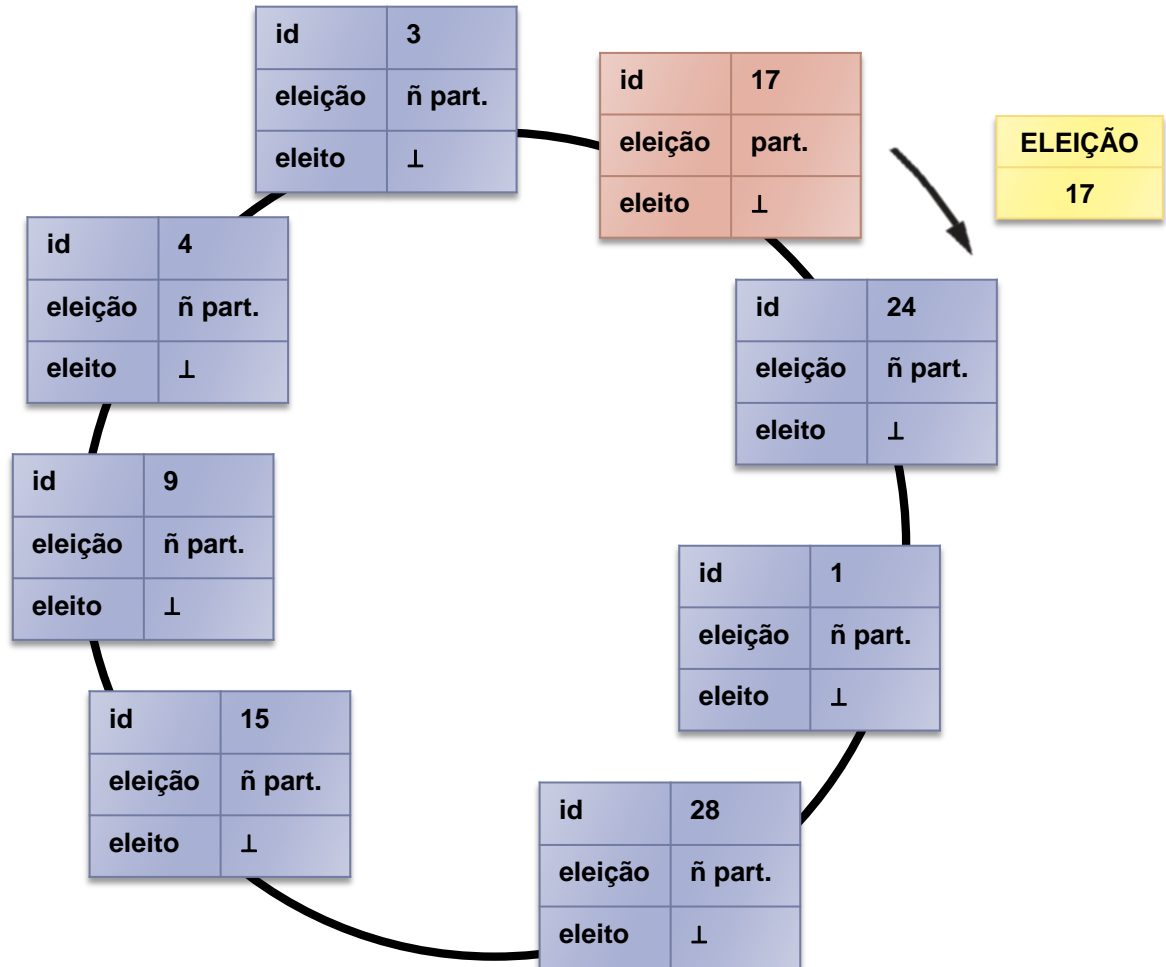 id 3
eleição ñ part.
eleito ⊥
id 17
eleição part.
eleito ⊥
ELEIÇÃO
17
id 4
eleição ñ part.
eleito ⊥
id 24
eleição ñ part.
eleito ⊥
id 9
eleição ñ part.
eleito ⊥
id 1
eleição ñ part.
eleito ⊥
id 15
eleição ñ part.
eleito ⊥
id 28
eleição ñ part.
eleito ⊥